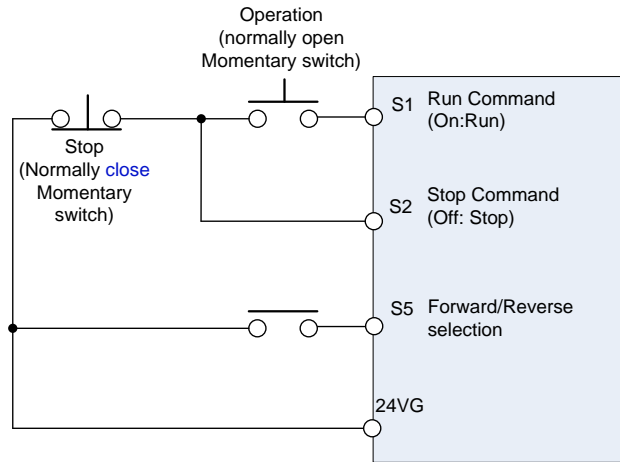 Operation
(normally open
Momentary switch)
Stop
(Normally close
Momentary
switch)
S1 Run Command
(On:Run)
S2 Stop Command
(Off: Stop)
S5 Forward/Reverse
selection
24VG